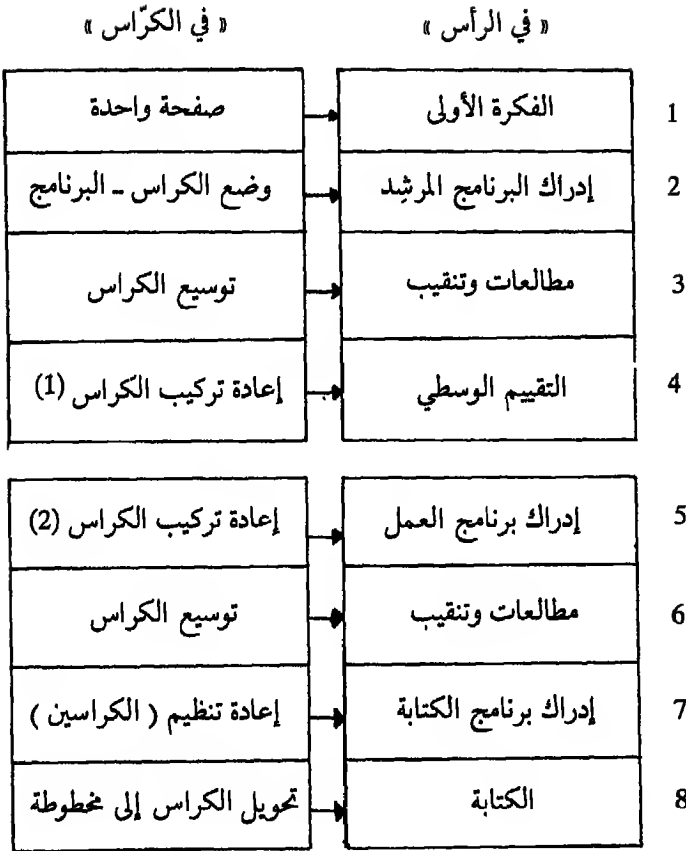 « في الرأس » « في الكرّاس »
1 الفكرة الأولى صفحة واحدة
2 إدراك البرنامج المرشِد وضع الكراس ــ البرنامج
3 مطالعات وتنقيب توسيع الكراس
4 التقييم الوسطي إعادة تركيب الكراس (1)
5 إدراك برنامج العمل إعادة تركيب الكراس (2)
6 مطالعات وتنقيب توسيع الكراس
7 إدراك برنامج الكتابة إعادة تنظيم ( الكراسين )
8 الكتابة تحويل الكراس إلى مخطوطة